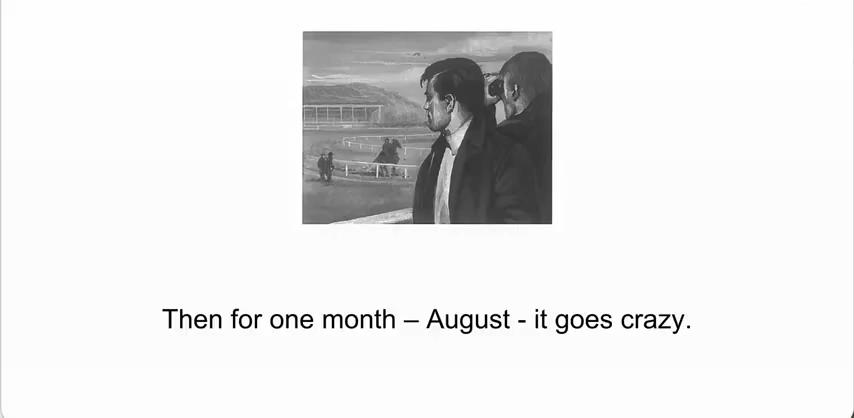 Then for one month – August - it goes crazy.